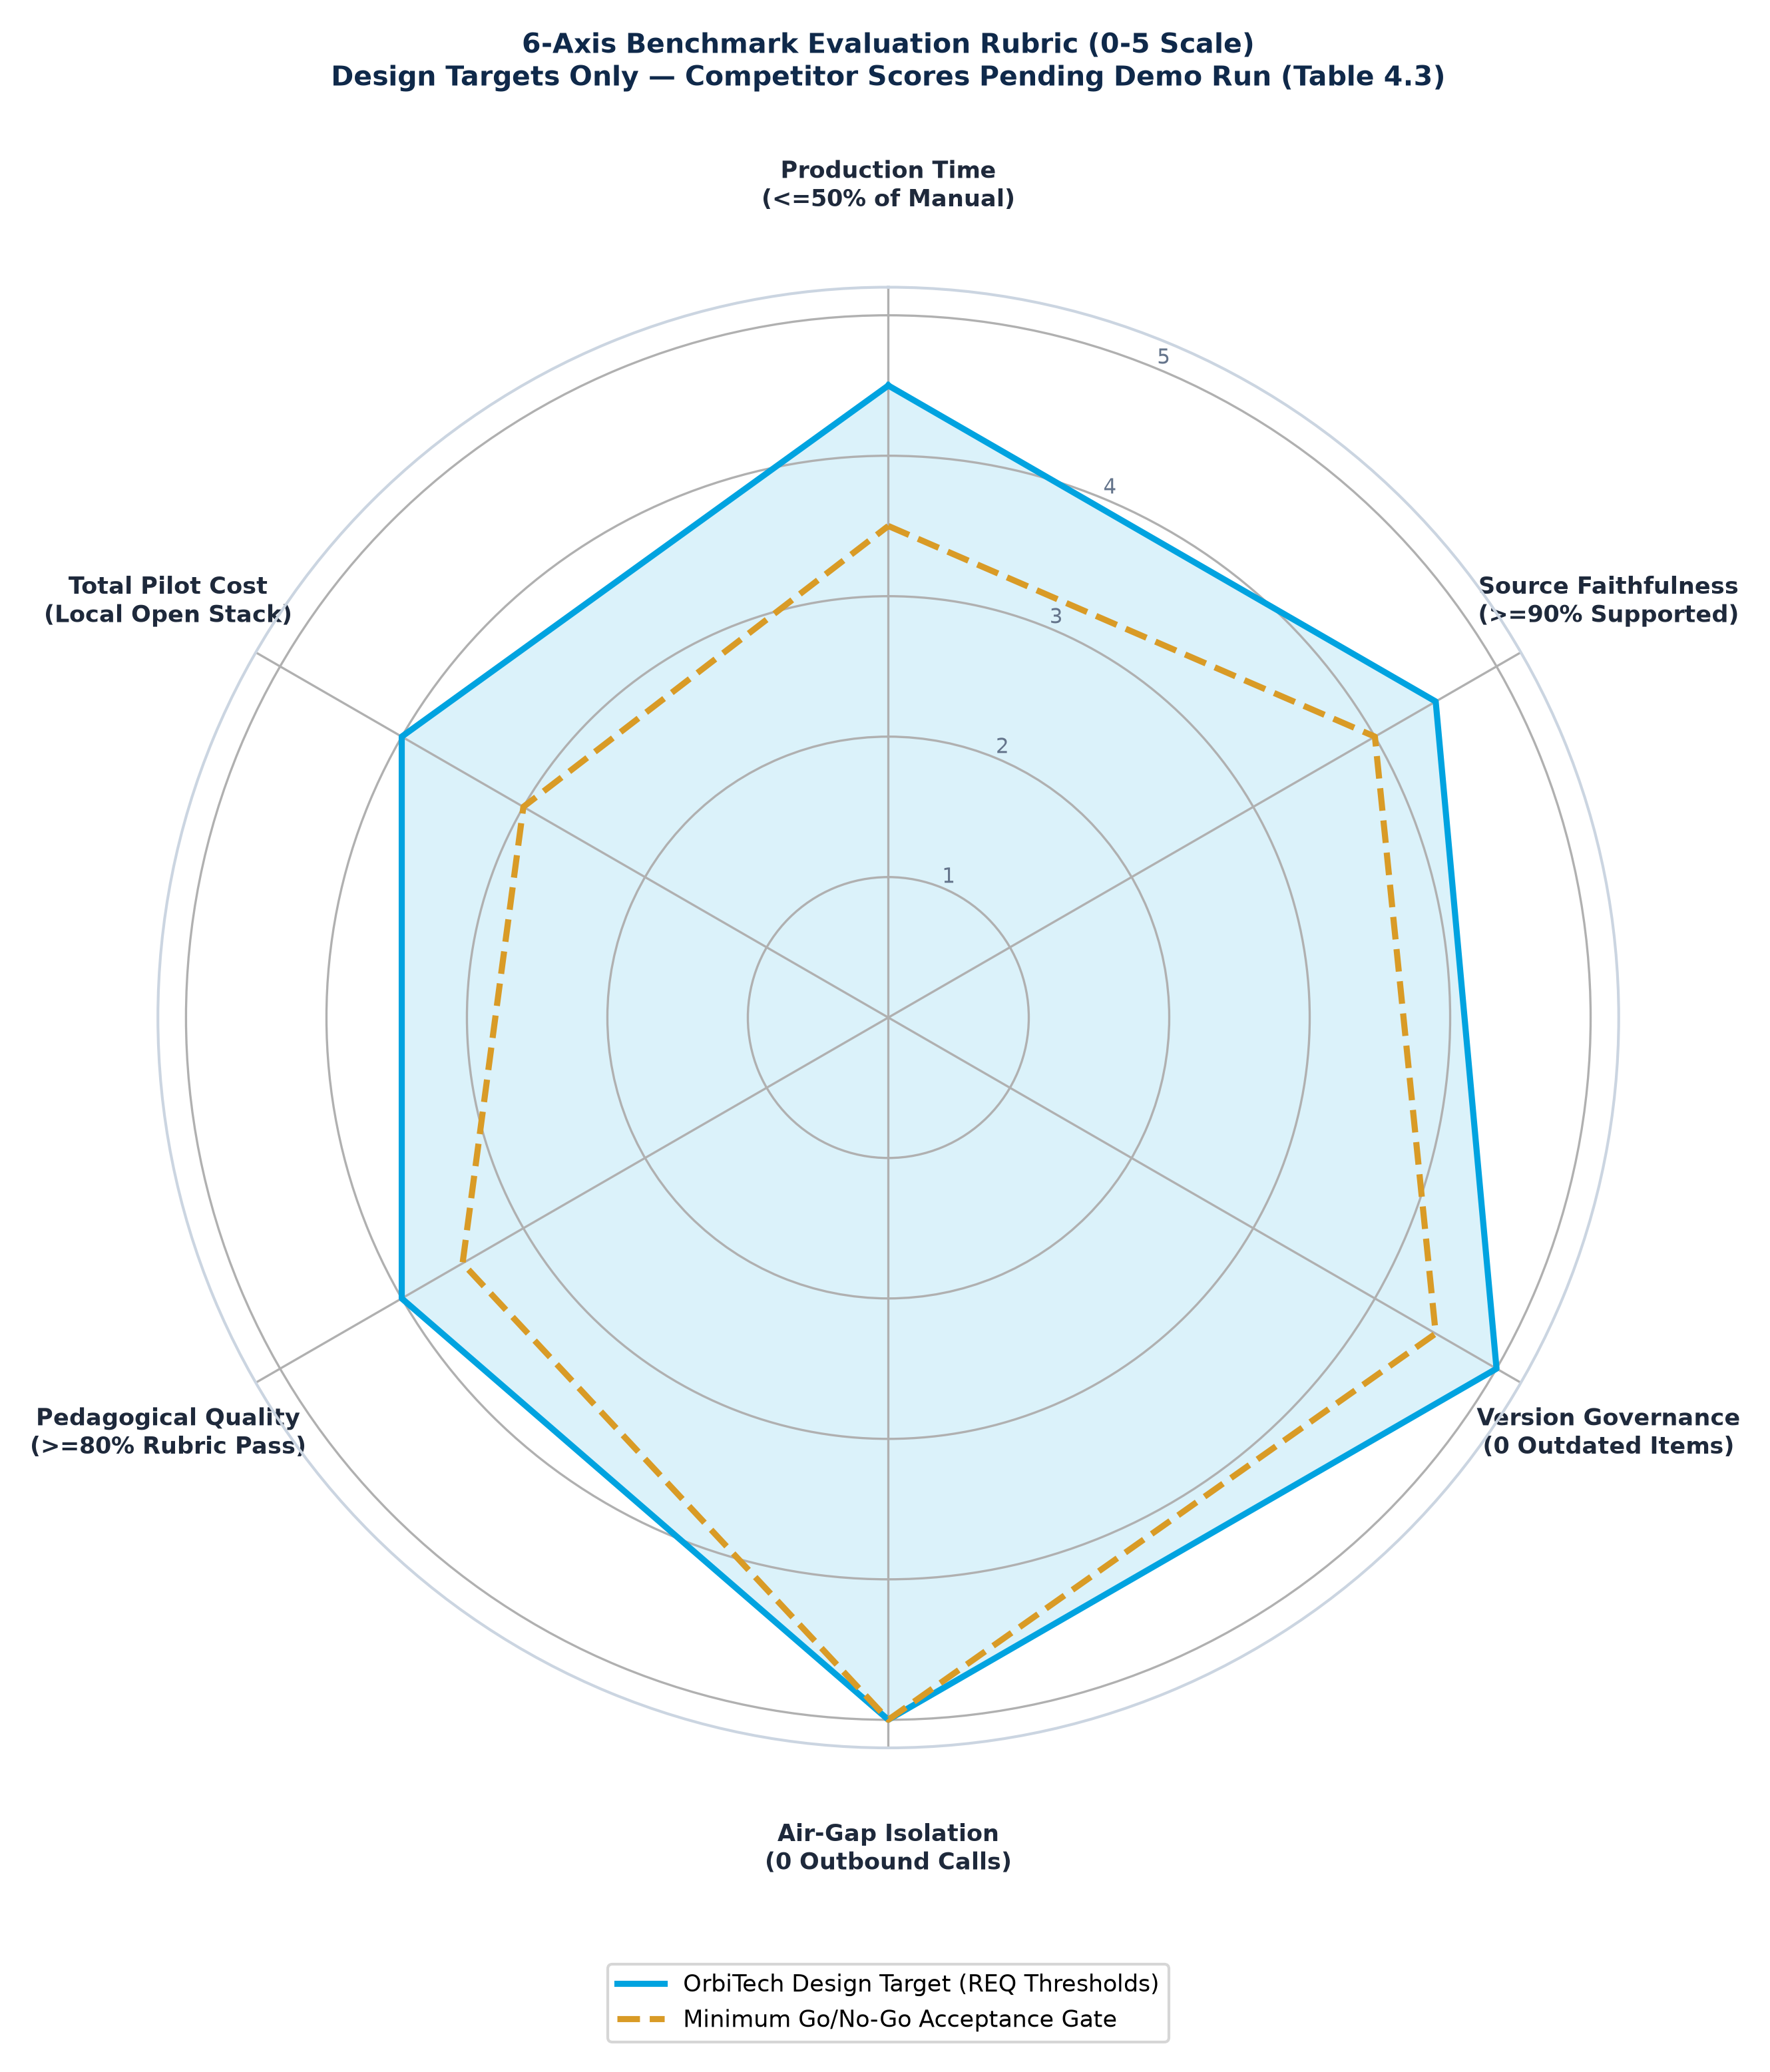 6-Axis Benchmark Evaluation Rubric (0-5 Scale)
Design Targets Only — Competitor Scores Pending Demo Run (Table 4.3)
Production Time
(<=50% of Manual)
5
4
Total Pilot Cost
(Local Open Stack)
Source Faithfulness
(>=90% Supported)
3
2
1
Pedagogical Quality
(>=80% Rubric Pass)
Version Governance
(0 Outdated Items)
Air-Gap Isolation
(0 Outbound Calls)
OrbiTech Design Target (REQ Thresholds)
Minimum Go/No-Go Acceptance Gate